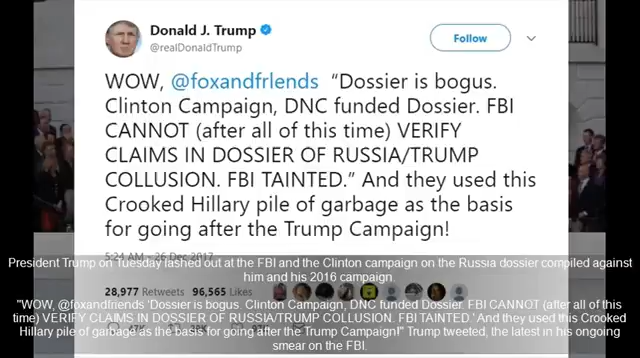 Donald J. Trump
@realDonaldTrump
Follow
WOW, @foxandfrlends "Dossier is bogus.
Clinton Campaign, DNC funded Dossier. FBI
CANNOT (after all of this time) VERIFY
CLAIMS IN DOSSIER OF RUSSIA/TRUMP
COLLUSION. FBI TAINTED." And they used this
Crooked Hillary pile of garbage as the basis
for going after the Trump Campaign!
5:24 AM - 26 Dec 2017
President Trump on Tuesday lashed out at the FBI and the Clinton campaign on the Russia dossier compiled against
him and his 2016 campaign.
28,977 Retweets 96,565 Likes
"WOW, @foxandfriends 'Dossier is bogus. Clinton Campaign, DNC funded Dossier. FBI CANNOT (after all of this
time) VERIFY CLAIMS IN DOSSIER OF RUSSIA/TRUMP COLLUSION. FBI TAINTED.' And they used this Crooked
Hillary pile of garbage as the basis for going after the Trump Campaign!" Trump tweeted, the latest in his ongoing
smear on the FBI.